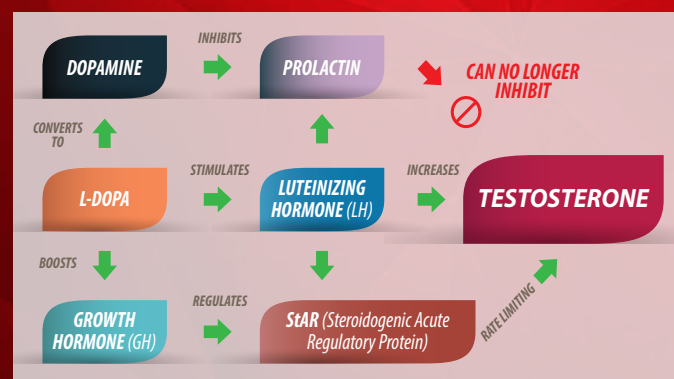 INHIBITS
DOPAMINE
PROLACTIN
CAN NO LONGER
INHIBIT
CONVERTS
TO
STIMULATES
INCREASES
L-DOPA
LUTEINIZING
HORMONE (LH)
TESTOSTERONE
BOOSTS
REGULATES
RATE LIMITING
GROWTH
HORMONE (GH)
StAR (Steroidogenic Acute
Regulatory Protein)